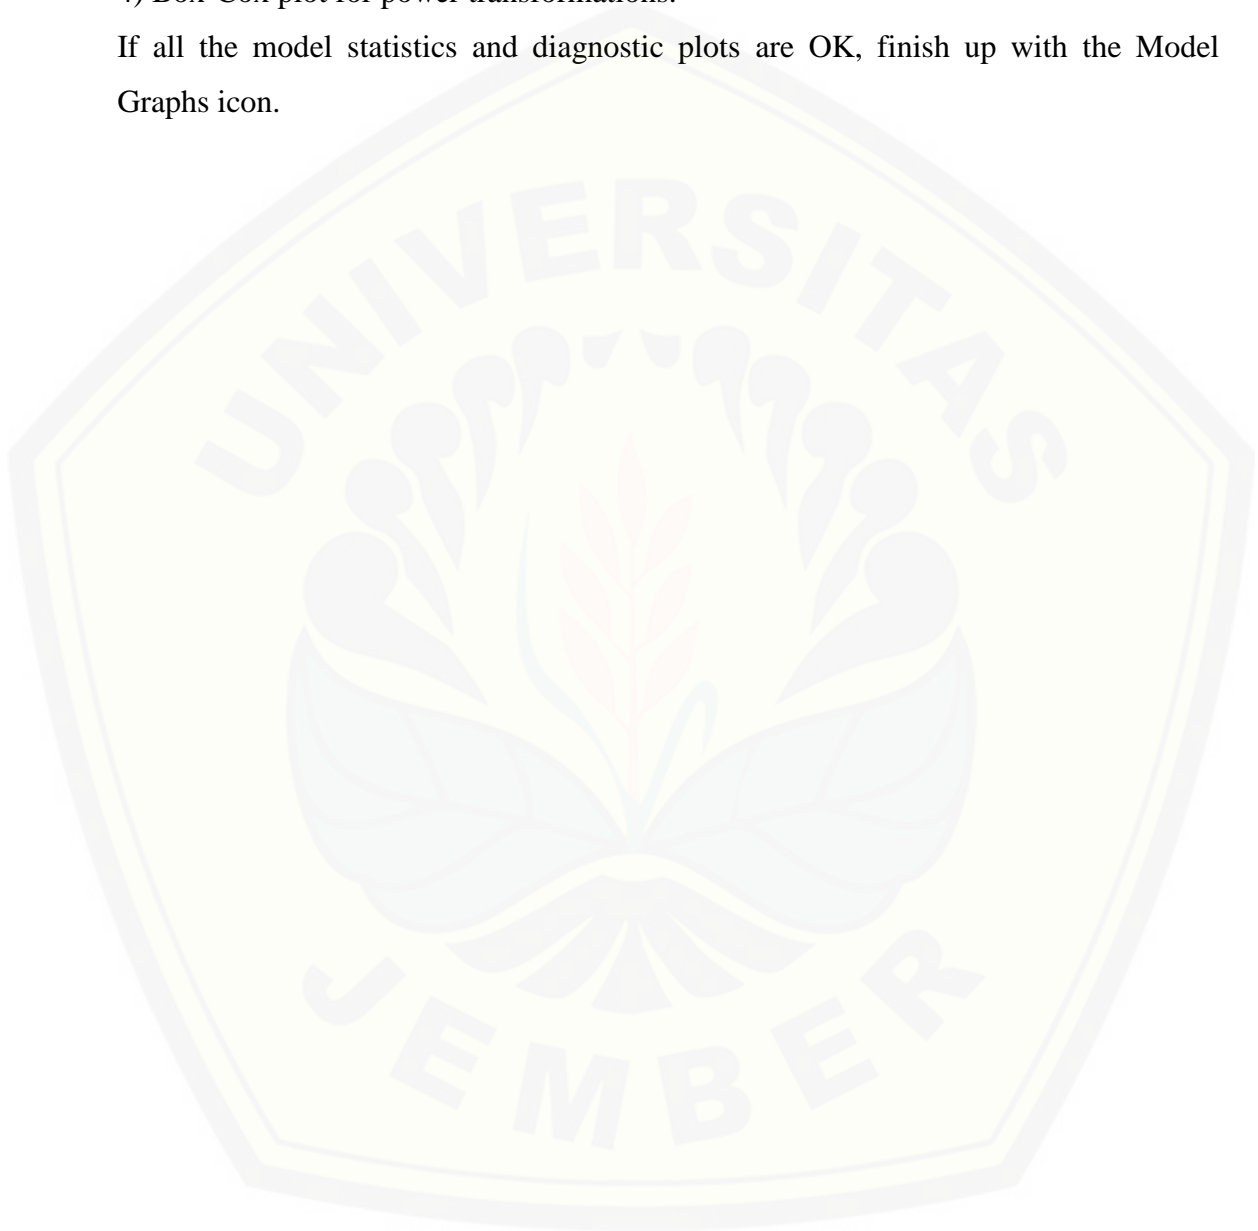 4) Box-Cox plot for power transformations.
If all the model statistics and diagnostic plots are OK, finish up with the Model
Graphs icon.
UNIVERSITAS
JEMBER